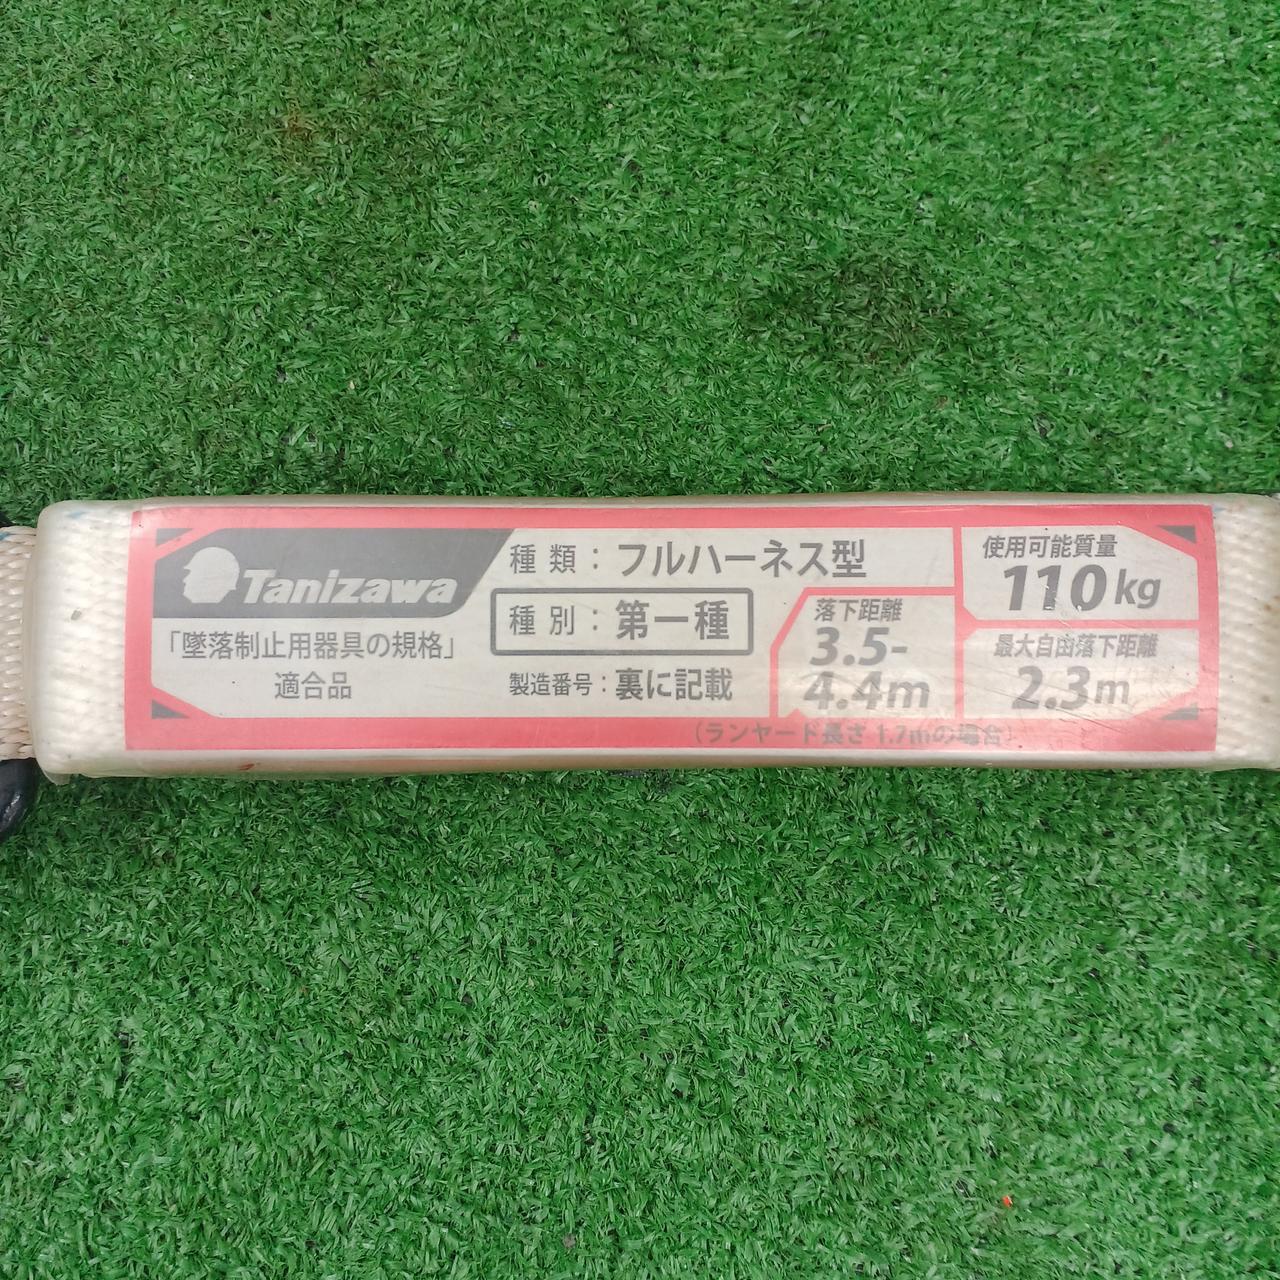 Tanizawa
「墜落制止用器具の規格」
適合品
種類：フルハーネス型
種別：第一種
製造番号：裏に記載
落下距離
3.5-
4.4m
使用可能質量
110kg
最大自由落下距離
2.3m
（ランヤード長さ 1.7mの場合）